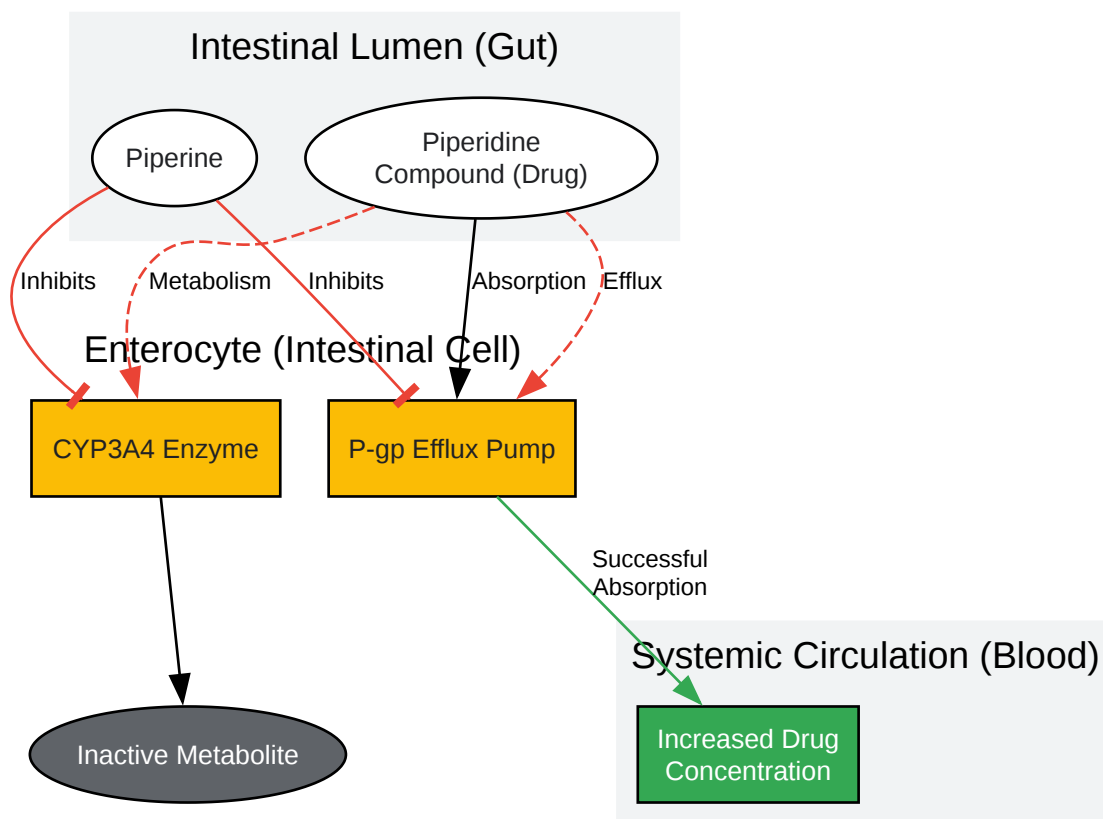 Intestinal Lumen (Gut)
Piperine
Piperidine
Compound (Drug)
Inhibits
Metabolism
Inhibits
Absorption
Efflux
Enterocyte (Intestinal Cell)
CYP3A4 Enzyme
P-gp Efflux Pump
Successful
Absorption
Systemic Circulation (Blood)
Inactive Metabolite
Increased Drug
Concentration